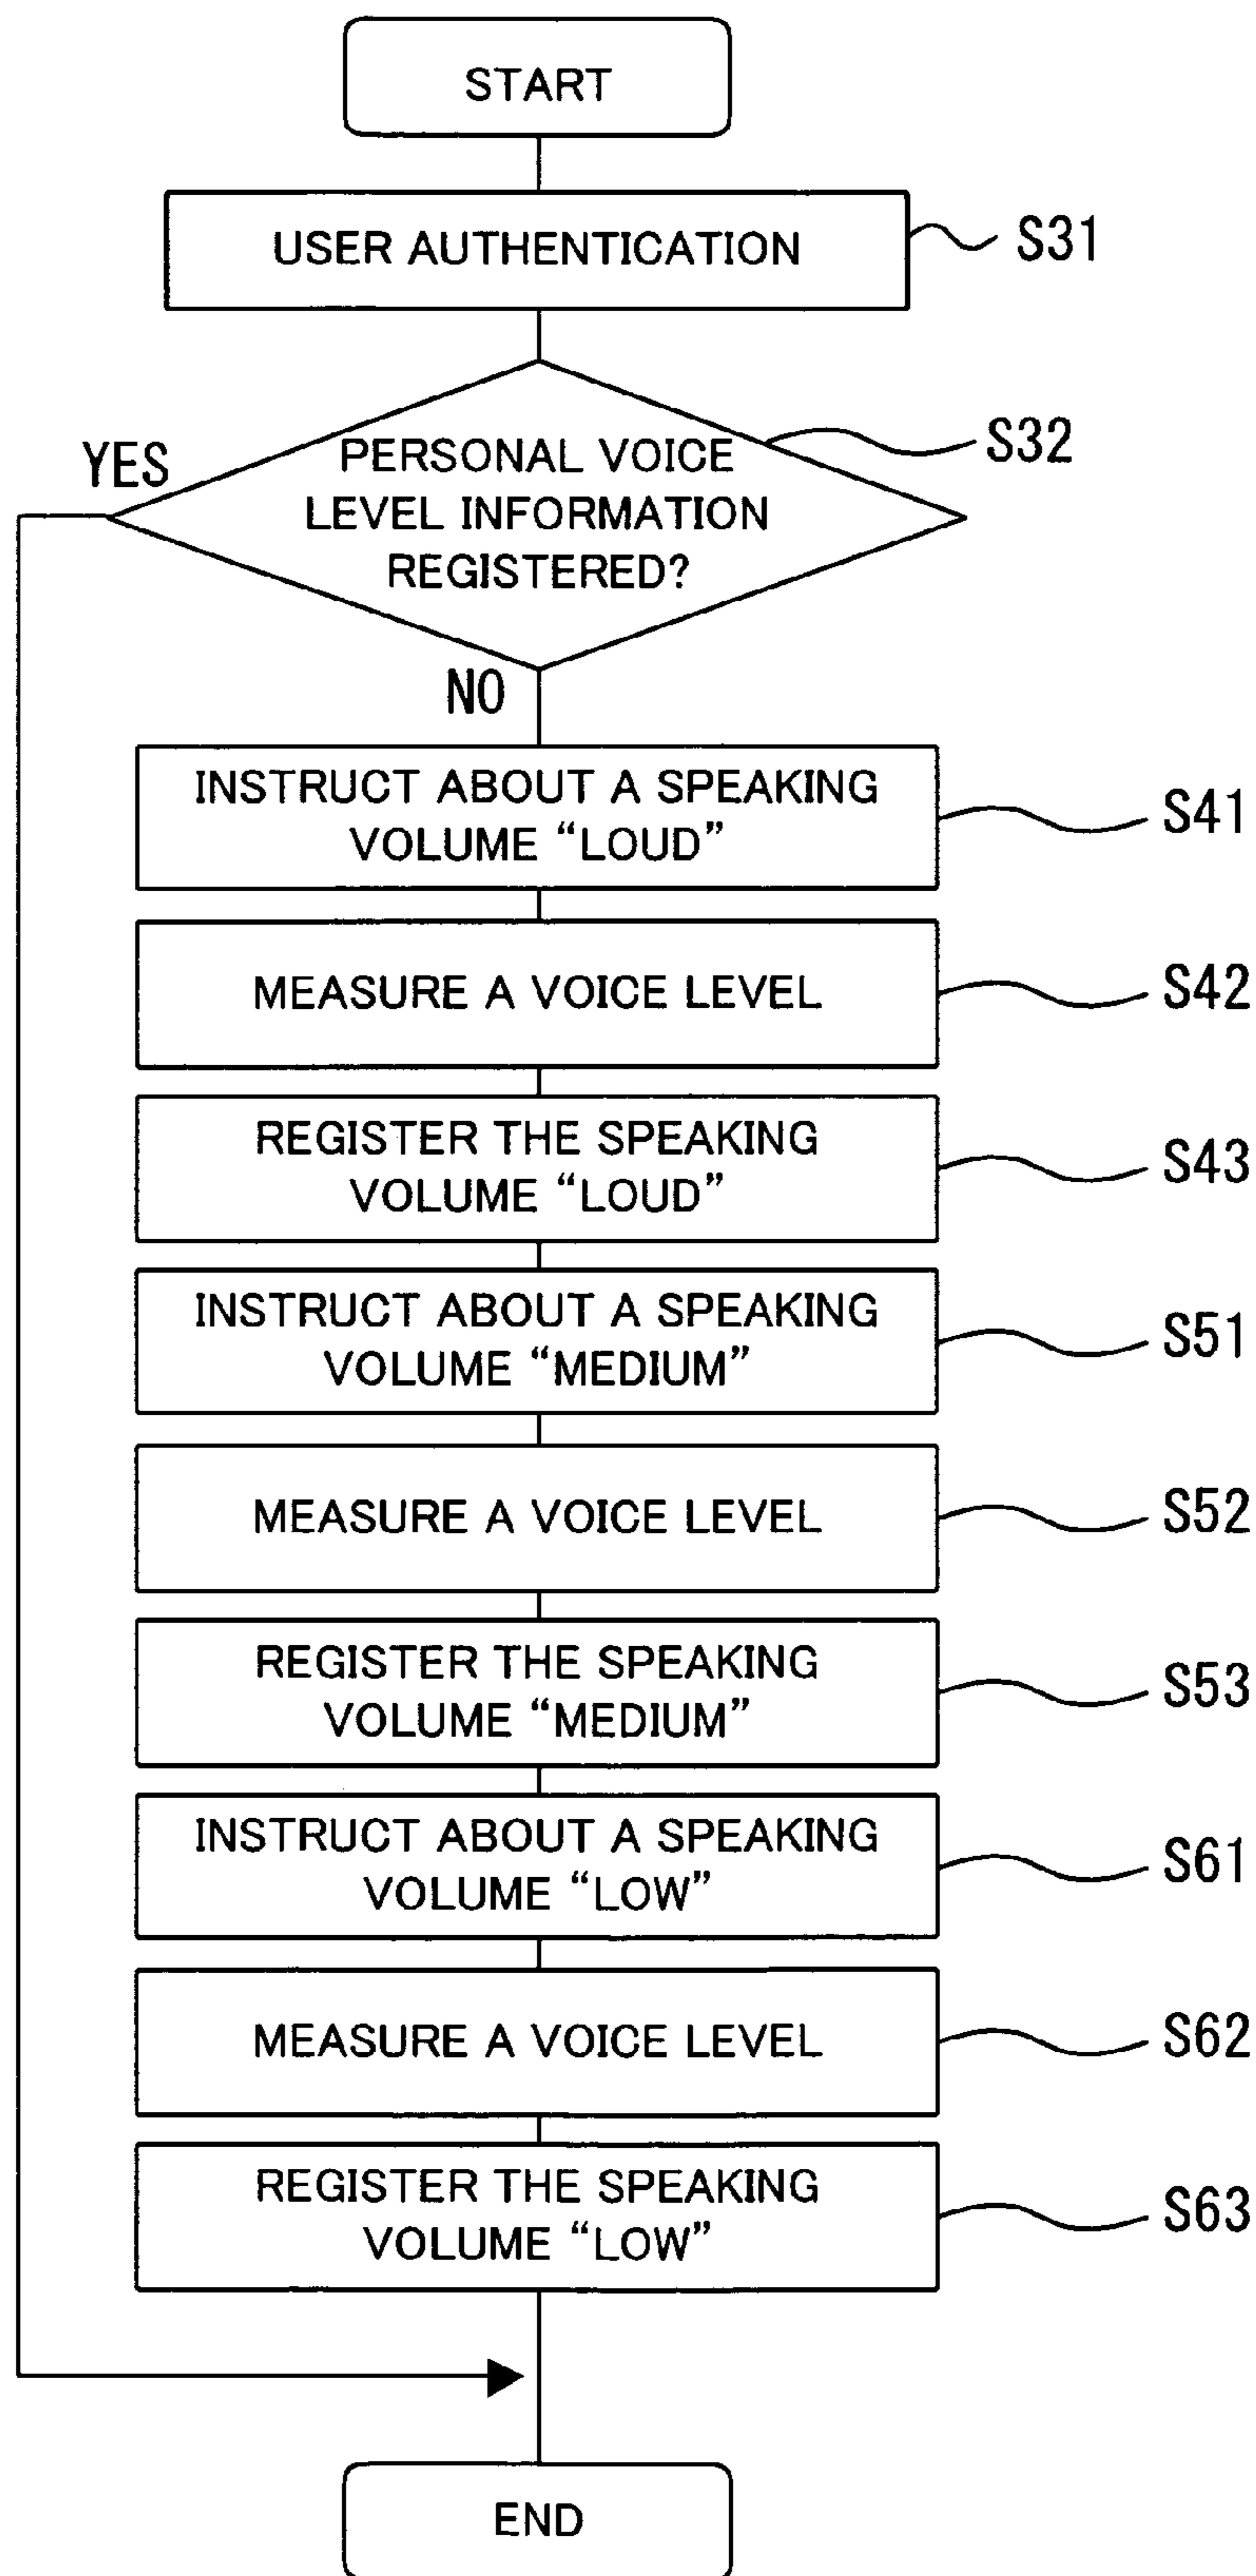 START
USER AUTHENTICATION
S31
YES
PERSONAL VOICE
LEVEL INFORMATION
REGISTERED?
S32
NO
INSTRUCT ABOUT A SPEAKING
VOLUME “LOUD”
S41
MEASURE A VOICE LEVEL
S42
REGISTER THE SPEAKING
VOLUME “LOUD”
S43
INSTRUCT ABOUT A SPEAKING
VOLUME “MEDIUM”
S51
MEASURE A VOICE LEVEL
S52
REGISTER THE SPEAKING
VOLUME “MEDIUM”
S53
INSTRUCT ABOUT A SPEAKING
VOLUME “LOW”
S61
MEASURE A VOICE LEVEL
S62
REGISTER THE SPEAKING
VOLUME “LOW”
S63
END